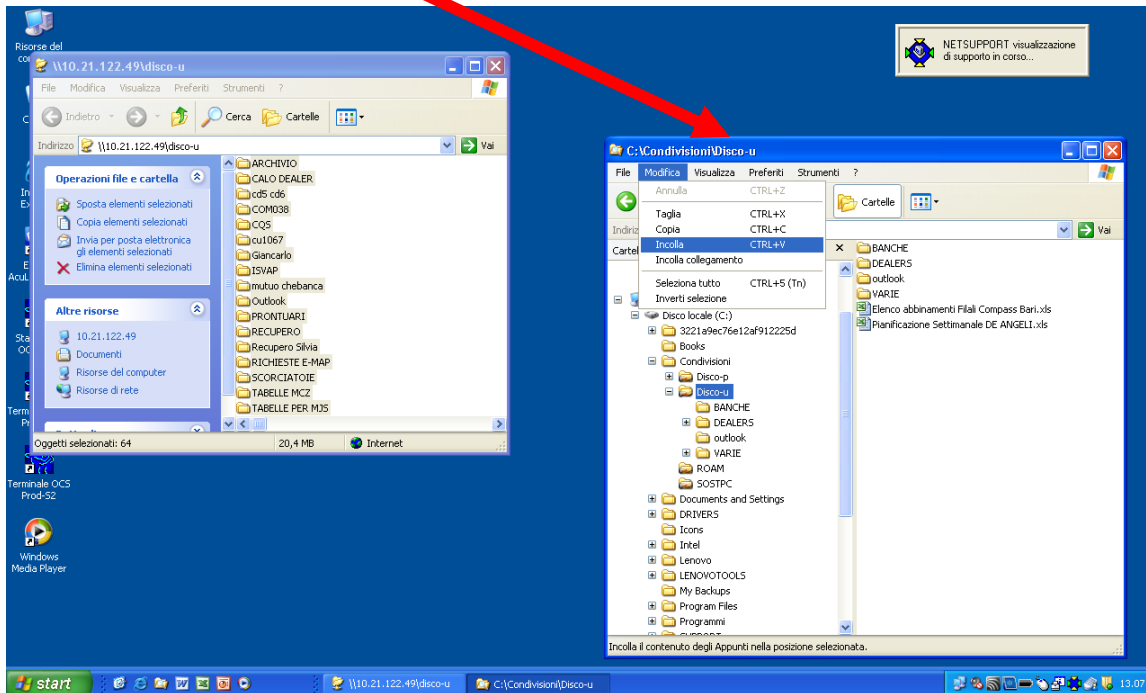 Risorse del
NETSUPPORT visualizzazione
di supporto in corso...
\\10.21.122.49\disco-u
File Modifica Visualizza Preferiti Strumenti ?
Indietro Cerca Cartelle
Indirizzo \\10.21.122.49\disco-u Vai
Operazioni file e cartella
Sposta elementi selezionati
Copia elementi selezionati
Invia per posta elettronica
gli elementi selezionati
Elimina elementi selezionati
Altre risorse
10.21.122.49
Documenti
Risorse del computer
Risorse di rete
ARCHIVIO
CALO DEALER
cd5 cd6
COM038
CQS
cu1067
Giancarlo
ISVAP
mutuo chebanca
Outlook
PRONTUARI
RECUPERO
Recupero Silvia
RICHIESTE E-MAP
SCORCIATOIE
TABELLE MCZ
TABELLE PER MJS
Oggetti selezionati: 64 20,4 MB Internet
Terminale OCS
Prod-S2
Windows
Media Player
C:\Condivisioni\Disco-u
File Modifica Visualizza Preferiti Strumenti ?
Cartelle
Vai
Annulla CTRL+Z
Taglia CTRL+X
Copia CTRL+C
Incolla CTRL+V
Incolla collegamento
Seleziona tutto CTRL+5 (Tn)
Inverti selezione
Disco locale (C:)
3221a9ec76e12af912225d
Books
Condivisioni
Disco-p
Disco-u
BANCHE
DEALERS
outlook
VARIE
ROAM
SOSTPC
Documents and Settings
DRIVERS
Icons
Intel
Lenovo
LENOVOTOOLS
My Backups
Program Files
Programmi
BANCHE
DEALERS
outlook
VARIE
Elenco abbinamenti Filali Compass Bari.xls
Pianificazione Settimanale DE ANGELI.xls
Incolla il contenuto degli Appunti nella posizione selezionata.
start \\10.21.122.49\disco-u C:\Condivisioni\Disco-u 13.07